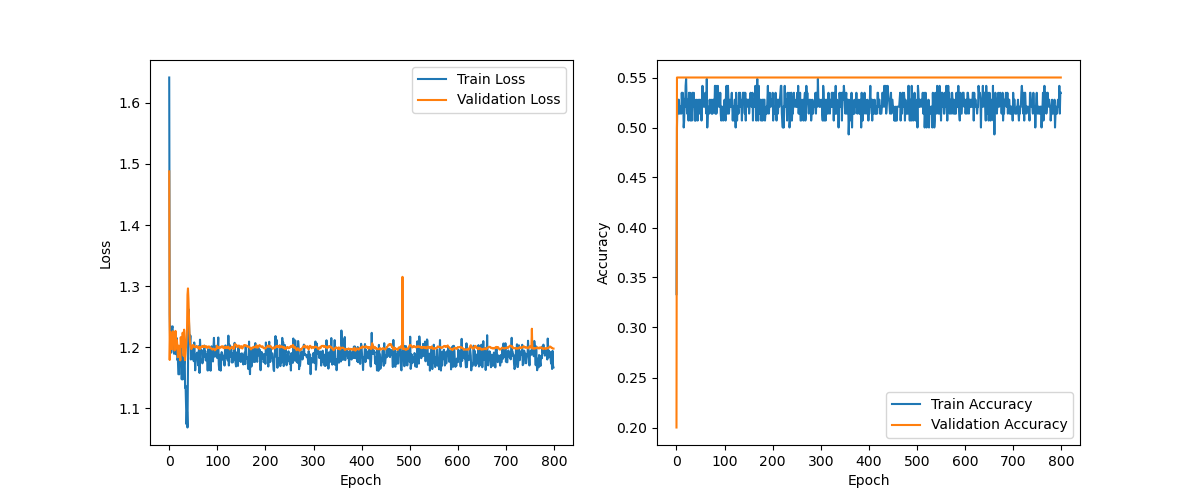 Train Loss
Validation Loss
1.6
1.5
1.4
1.3
1.2
1.1
Loss
0 100 200 300 400 500 600 700 800
Epoch
0.55
0.50
0.45
0.40
0.35
0.30
0.25
0.20
Accuracy
Train Accuracy
Validation Accuracy
0 100 200 300 400 500 600 700 800
Epoch